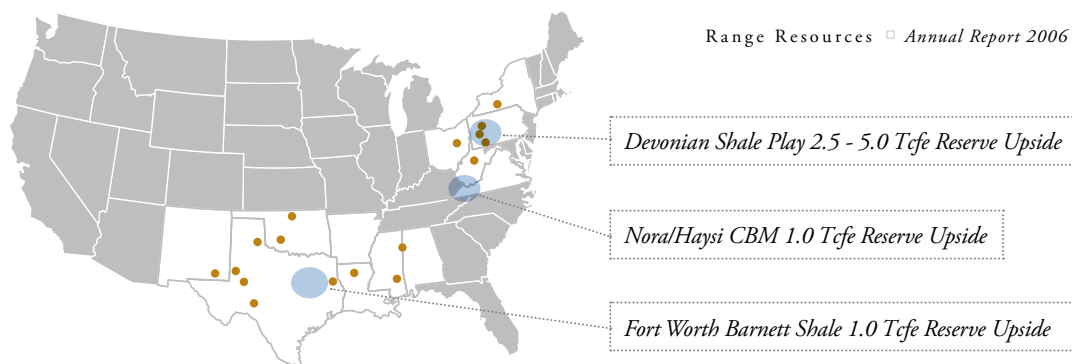 Range Resources □ Annual Report 2006
Devonian Shale Play 2.5 - 5.0 Tcfe Reserve Upside
Nora/Haysi CBM 1.0 Tcfe Reserve Upside
Fort Worth Barnett Shale 1.0 Tcfe Reserve Upside